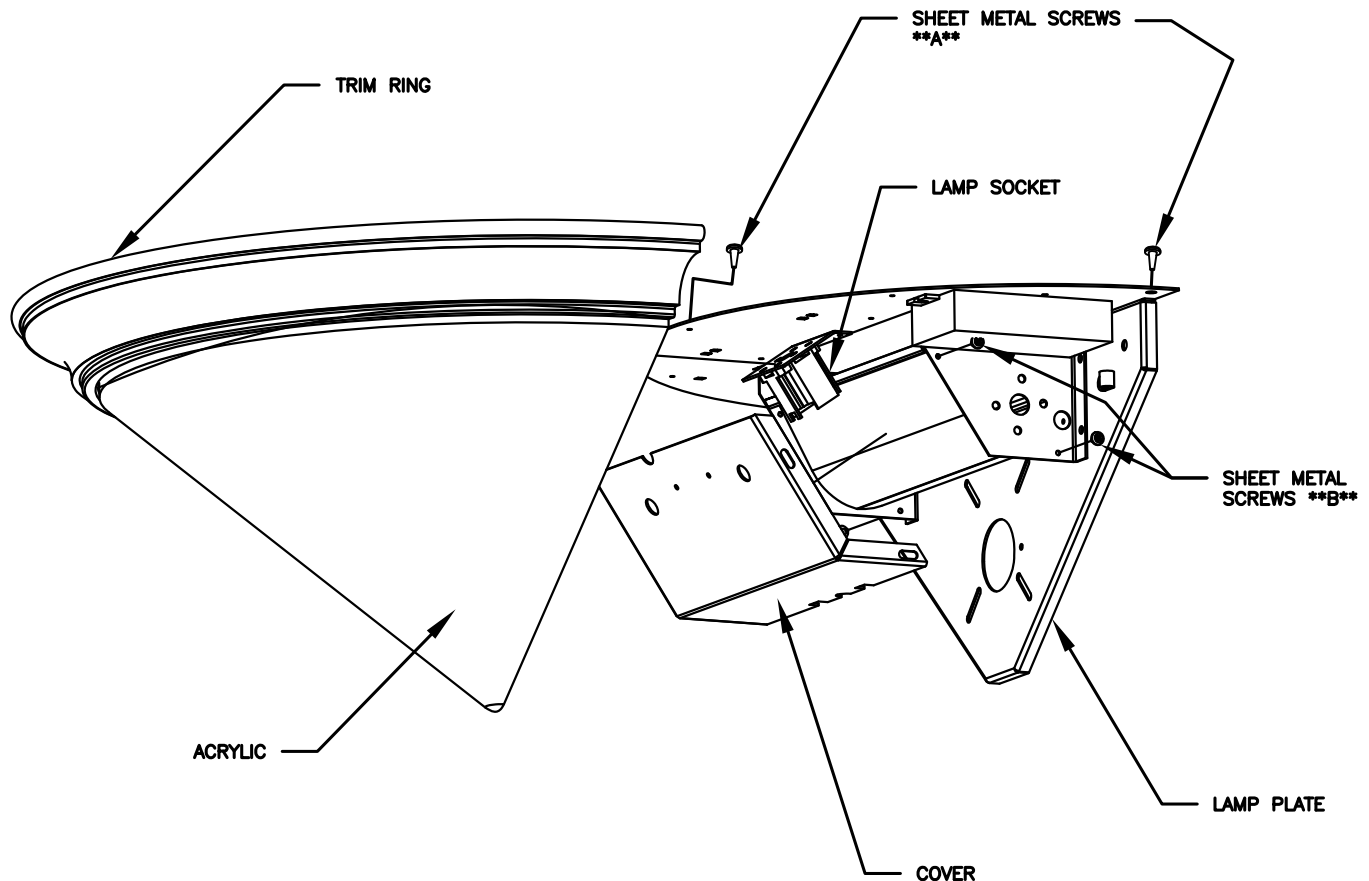 SHEET METAL SCREWS
**A**
TRIM RING
LAMP SOCKET
SHEET METAL
SCREWS **B**
ACRYLIC
LAMP PLATE
COVER